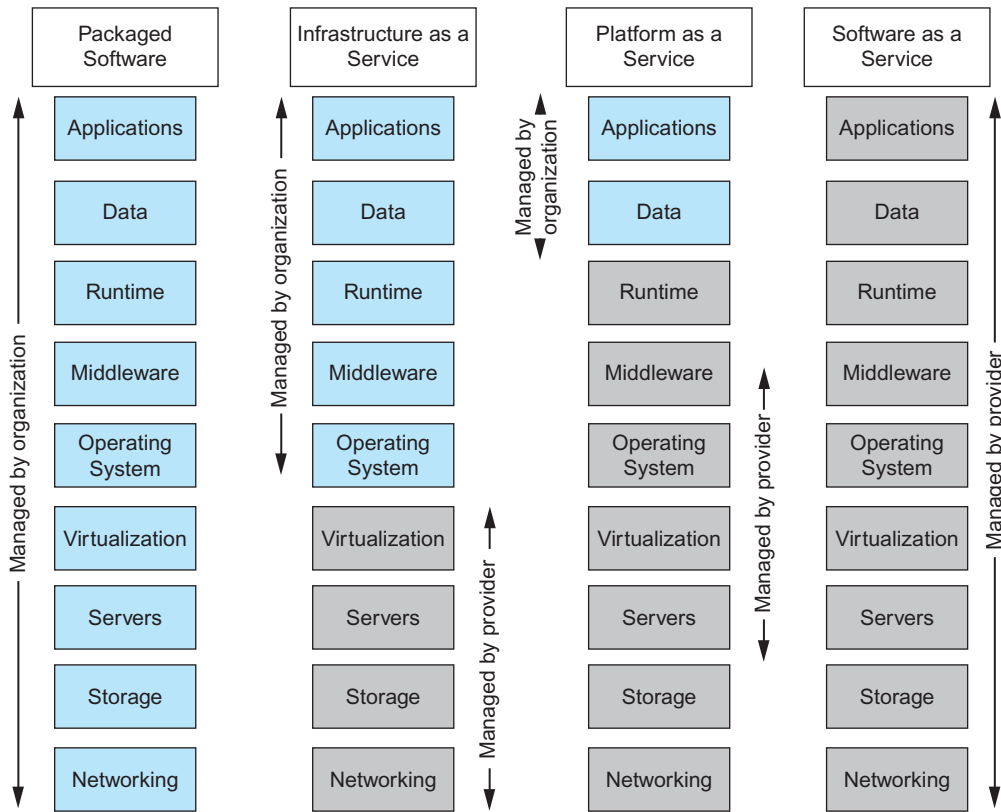 Packaged
Software
Infrastructure as a
Service
Platform as a
Service
Software as a
Service
Managed by organization
Applications
Data
Runtime
Middleware
Operating
System
Virtualization
Servers
Storage
Networking
Managed by organization
Applications
Data
Runtime
Middleware
Operating
System
Virtualization
Servers
Storage
Networking
Managed by provider
Managed by
organization
Applications
Data
Runtime
Middleware
Operating
System
Virtualization
Servers
Storage
Networking
Managed by provider
Applications
Data
Runtime
Middleware
Operating
System
Virtualization
Servers
Storage
Networking
Managed by provider